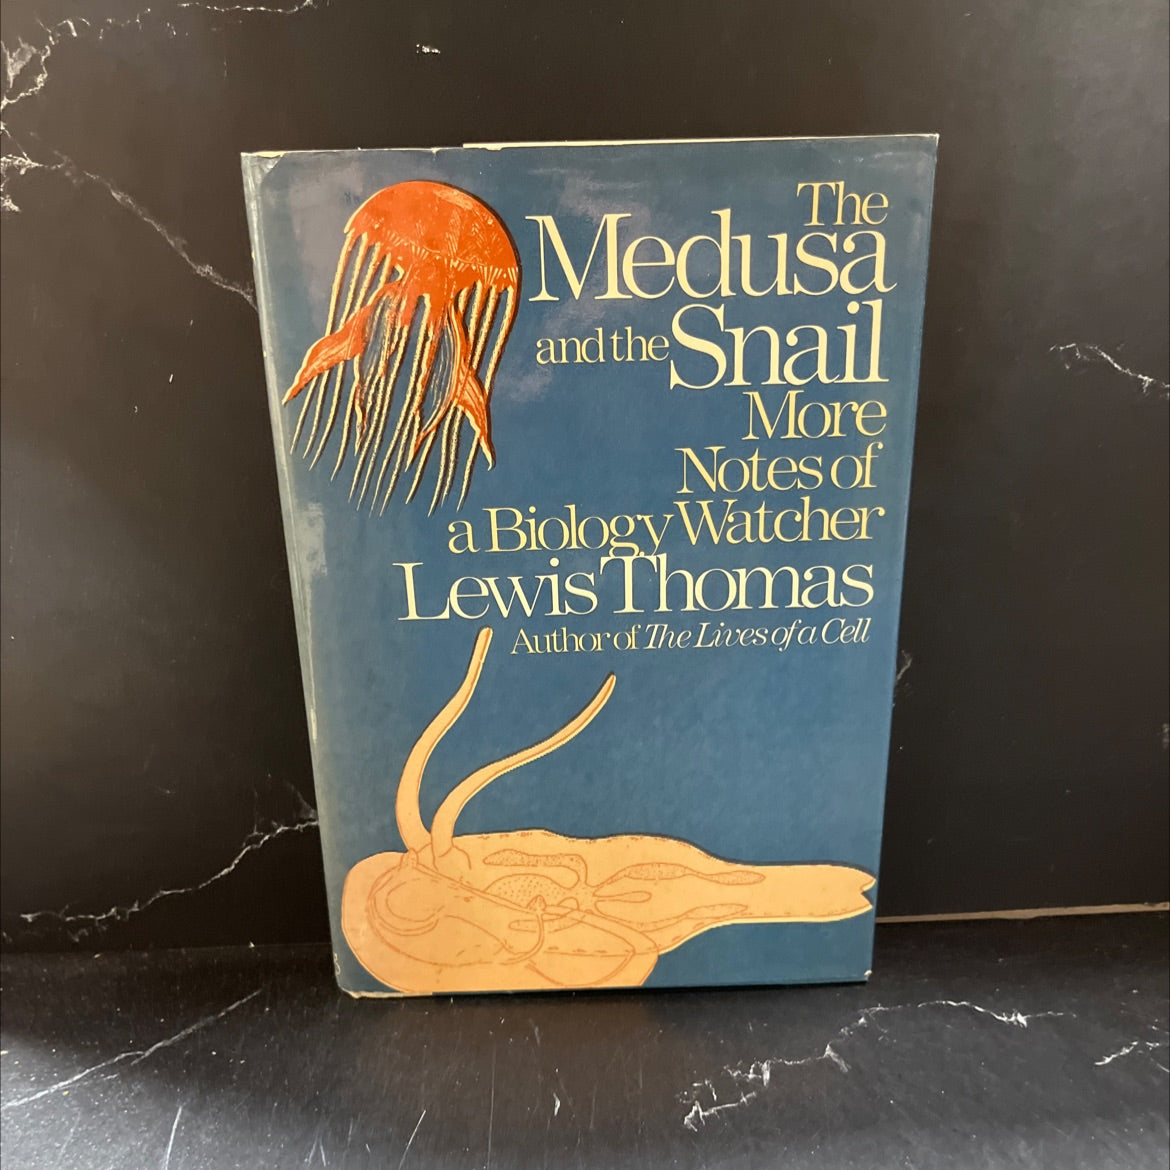 The
Medusa
and the Snail
More
Notes of
a Biology Watcher
Lewis Thomas
Author of The Lives of a Cell